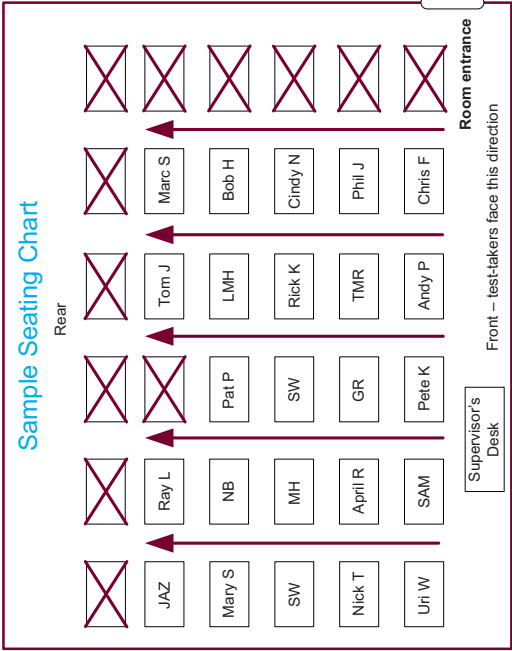 Sample Seating Chart
Rear
JAZ
Ray L
Tom J
Marc S
Mary S
NB
Pat P
LMH
Bob H
SW
MH
SW
Rick K
Cindy N
Nick T
April R
GR
TMR
Phil J
Uri W
SAM
Pete K
Andy P
Chris F
Room entrance
Supervisor's
Desk
Front – test-takers face this direction